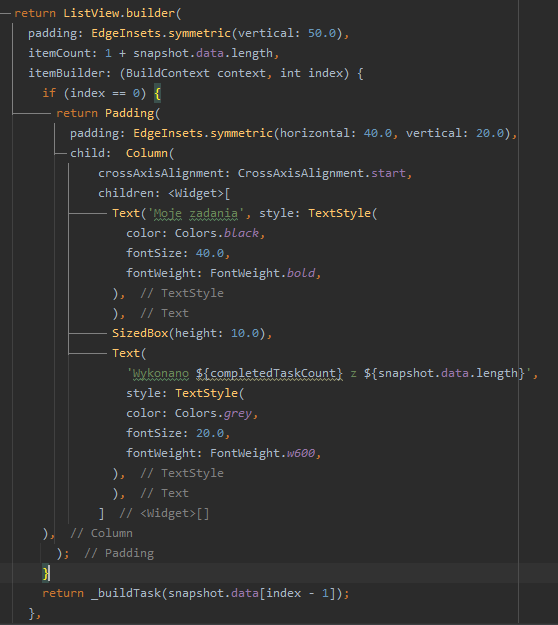 return ListView.builder(
padding: EdgeInsets.symmetric(vertical: 50.0),
itemCount: 1 + snapshot.data.length,
itemBuilder: (BuildContext context, int index) {
if (index == 0) {
return Padding(
padding: EdgeInsets.symmetric(horizontal: 40.0, vertical: 20.0),
child:  Column(
crossAxisAlignment: CrossAxisAlignment.start,
children: <Widget>[
Text('Moje zadania', style: TextStyle(
color: Colors.black,
fontSize: 40.0,
fontWeight: FontWeight.bold,
),  // TextStyle
),  // Text
SizedBox(height: 10.0),
Text(
'Wykonano ${completedTaskCount} z ${snapshot.data.length}',
style: TextStyle(
color: Colors.grey,
fontSize: 20.0,
fontWeight: FontWeight.w600,
),  // TextStyle
),  // Text
]  // <Widget>[]
),  // Column
);  // Padding
}
return _buildTask(snapshot.data[index - 1]);
},